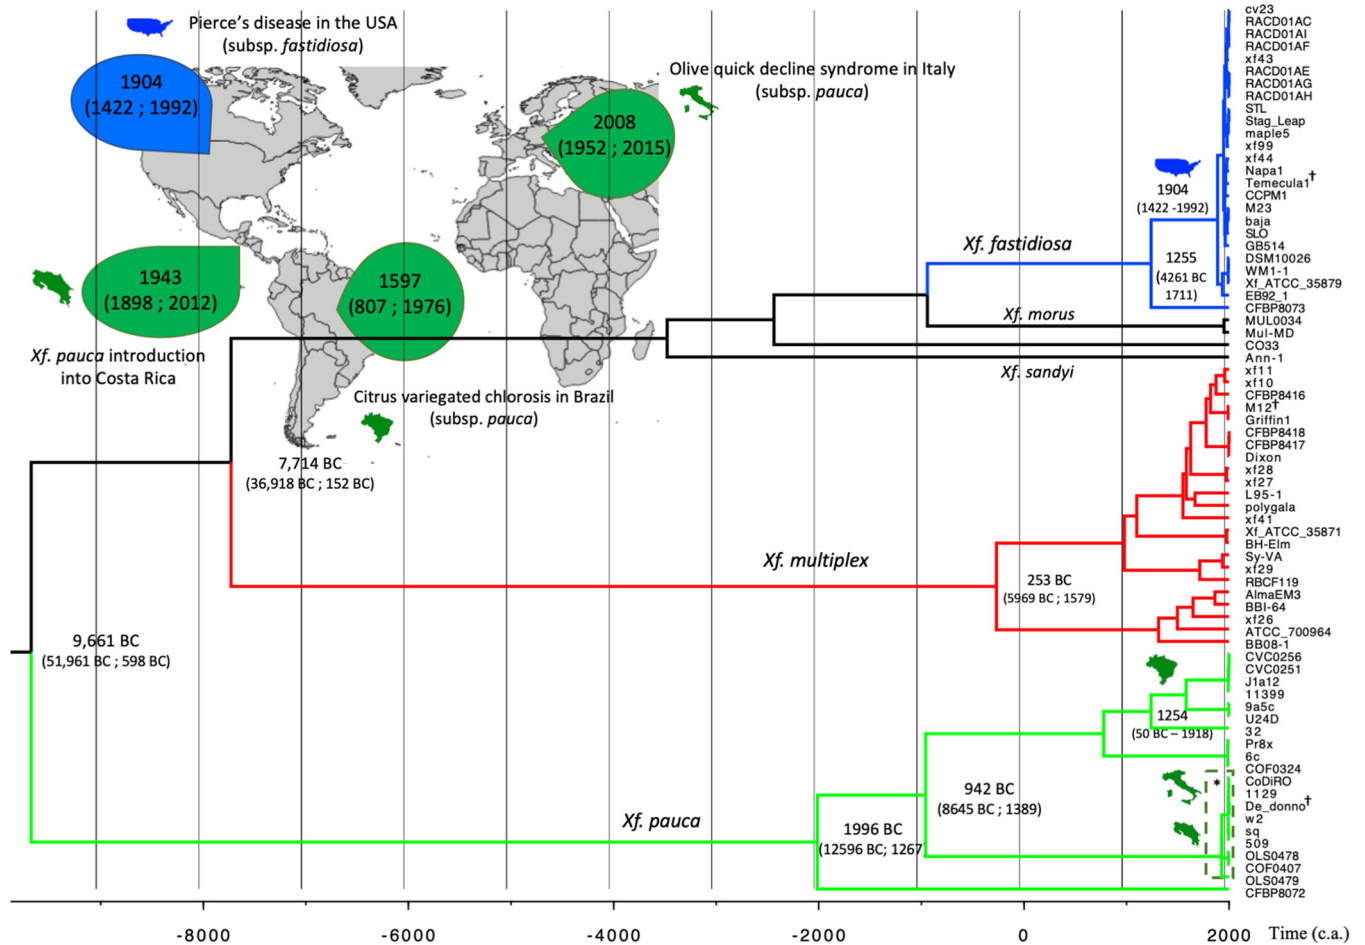 Pierce's disease in the USA
(subsp. fastidiosa)
1904
(1422 ; 1992)
Olive quick decline syndrome in Italy
(subsp. pauca)
2008
(1952 ; 2015)
1943
(1898 ; 2012)
Xf. pauca introduction
into Costa Rica
1597
(807 ; 1976)
Citrus variegated chlorosis in Brazil
(subsp. pauca)
7,714 BC
(36,918 BC ; 152 BC)
9,661 BC
(51,961 BC ; 598 BC)
Xf. fastidiosa
1904
(1422 -1992)
1255
(4261 BC
1711)
Xf. morus
Xf. sandyi
Xf. multiplex
253 BC
(5969 BC ; 1579)
1254
(50 BC – 1918)
942 BC
(8645 BC ; 1389)
Xf. pauca
1996 BC
(12596 BC; 1267
*
cv23
RACD01AC
RACD01AI
RACD01AF
xf43
RACD01AE
RACD01AG
RACD01AH
STL
Stag_Leap
maple5
xf99
xf44
Napa1
Temecula1†
CCPM1
M23
baja
SLO
GB514
DSM10026
WM1-1
Xf_ATCC_35879
EB92_1
CFBP8073
MUL0034
Mul-MD
CO33
Ann-1
xf11
xf10
CFBP8416
M12†
Griffin1
CFBP8418
CFBP8417
Dixon
xf28
xf27
L95-1
polygala
xf41
Xf_ATCC_35871
BH-Elm
Sy-VA
xf29
RBCF119
AlmaEM3
BBI-64
xf26
ATCC_700964
BB08-1
CVC0256
CVC0251
J1a12
11399
9a5c
U24D
32
Pr8x
6c
COF0324
CoDiRO
1129
De_donno†
w2
sq
509
OLS0478
COF0407
OLS0479
CFBP8072
-8000 -6000 -4000 -2000 0 2000 Time (c.a.)